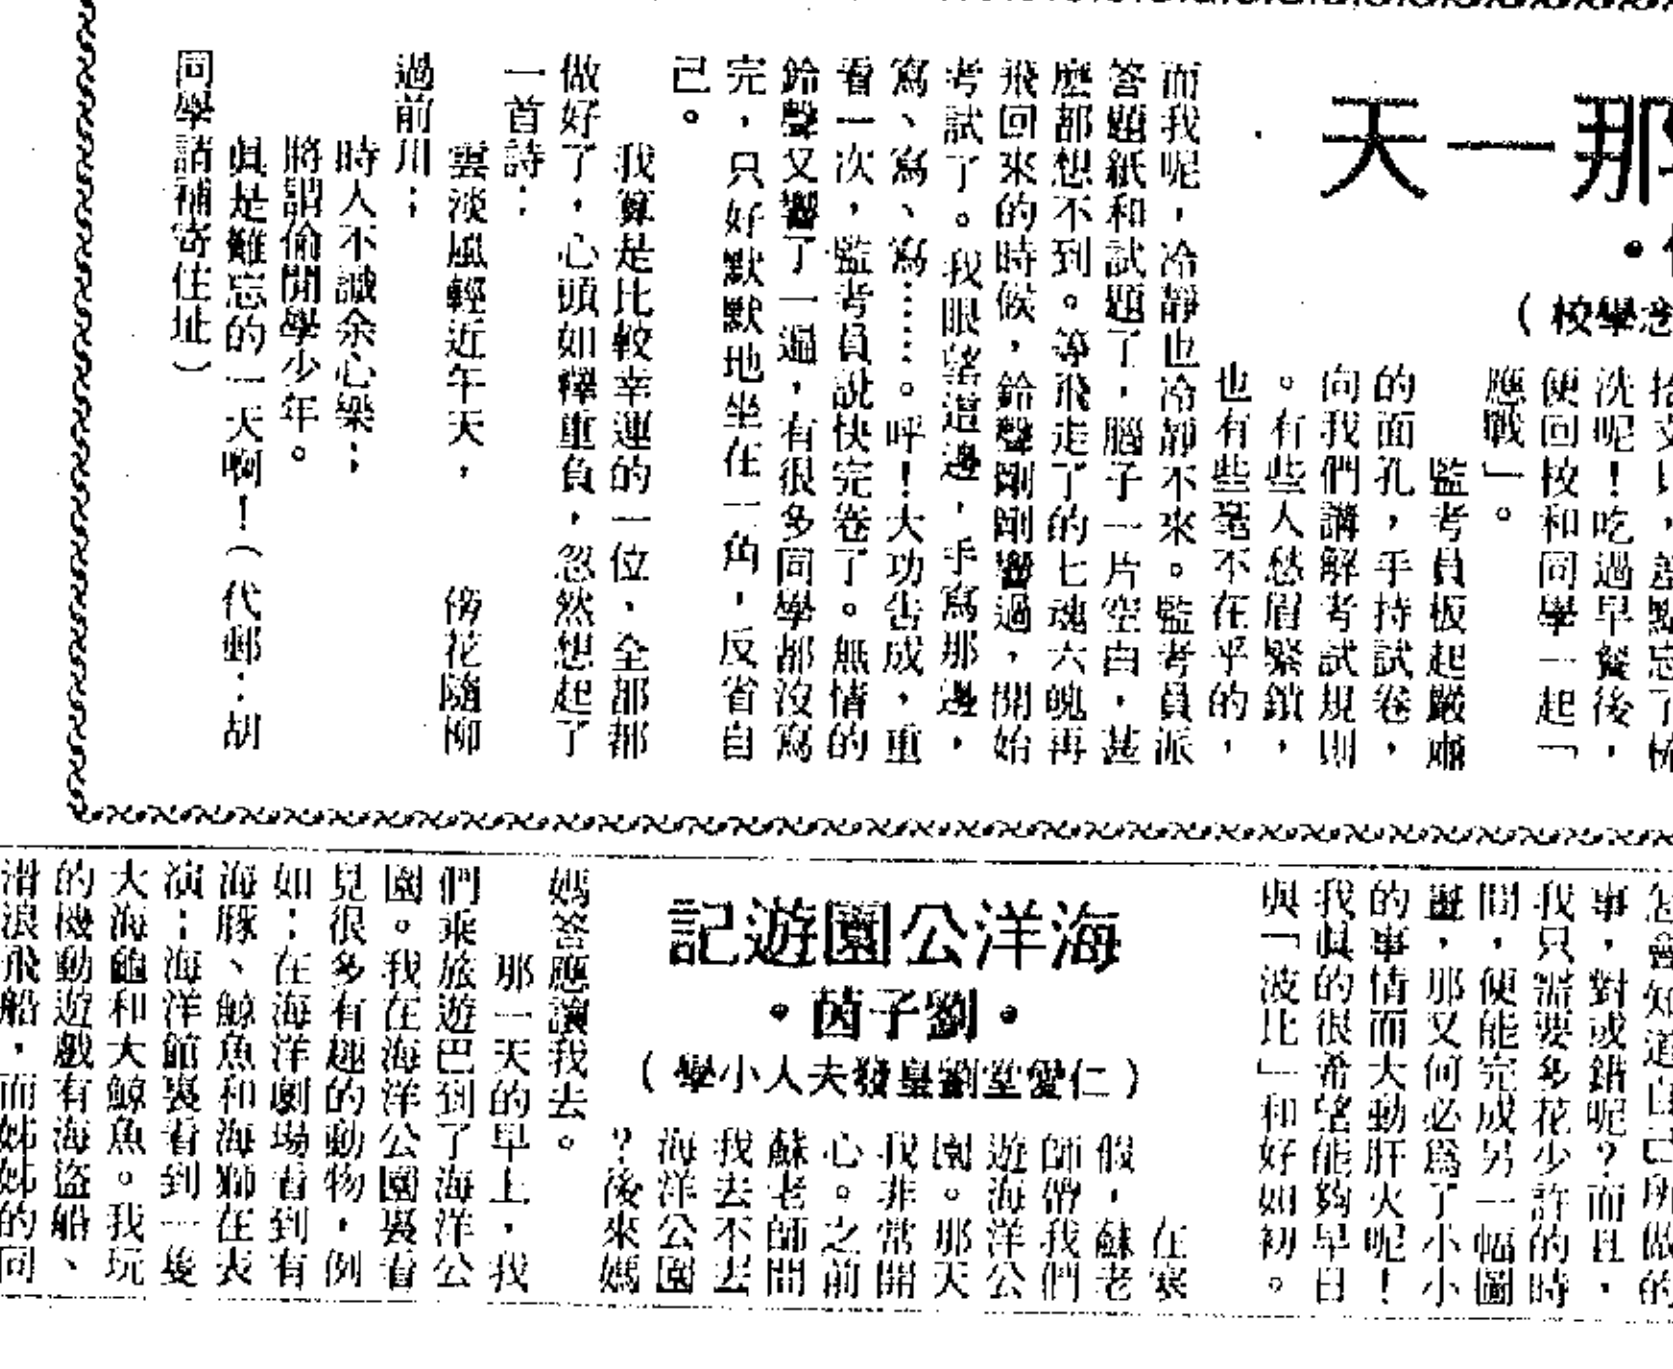 那一天
學校）
洗呢！吃過早餐後，
便回校和同學一起「
應戰」。
監考員板起嚴肅
的面孔，手持試卷，
向我們講解考試規則
。有些人愁眉緊鎖，
也有些毫不在乎的，
而我呢，冷靜也冷靜不來。監考員派
答題紙和試題了，腦子一片空白，甚
麼都想不到。等飛走了的七魂六魄再
飛回來的時候，鈴聲剛剛響過，開始
考試了。我眼望這邊，手寫那邊，
寫、寫、寫……。呼！大功告成，重
看一次，監考員說快完卷了。無情的
鈴聲又響了一遍，有很多同學都沒寫
完，只好默默地坐在一角，反省自
己。
我算是比較幸運的一位，全部都
做好了，心頭如釋重負，忽然想起了
一首詩：
雲淡風輕近午天，　傍花隨柳
過前川；
時人不識余心樂；
將謂偷閒學少年。
眞是難忘的一天啊！（代郵：胡
同學請補寄住址）
事，對或錯呢？而且，
我只需要多花少許的時
間，便能完成另一幅圖
畫，那又何必爲了小小
的事情而大動肝火呢！
我眞的很希望能夠早日
與「波比」和好如初。
海洋公園遊記
•劉子茵•
（仁愛堂劉皇發夫人小學）
在寒
假，蘇老
師帶我們
遊海洋公
園。那天
我非常開
心。之前
蘇老師問
我去不去
海洋公園
？後來媽
媽答應讓我去。
那一天的早上，我
們乘旅遊巴到了海洋公
園。我在海洋公園裏看
見很多有趣的動物，例
如：在海洋劇場看到有
海豚、鯨魚和海獅在表
演；海洋館裏看到一隻
大海龜和大鯨魚。我玩
的機動遊戲有海盜船、
滑浪飛船，而姊姊的同